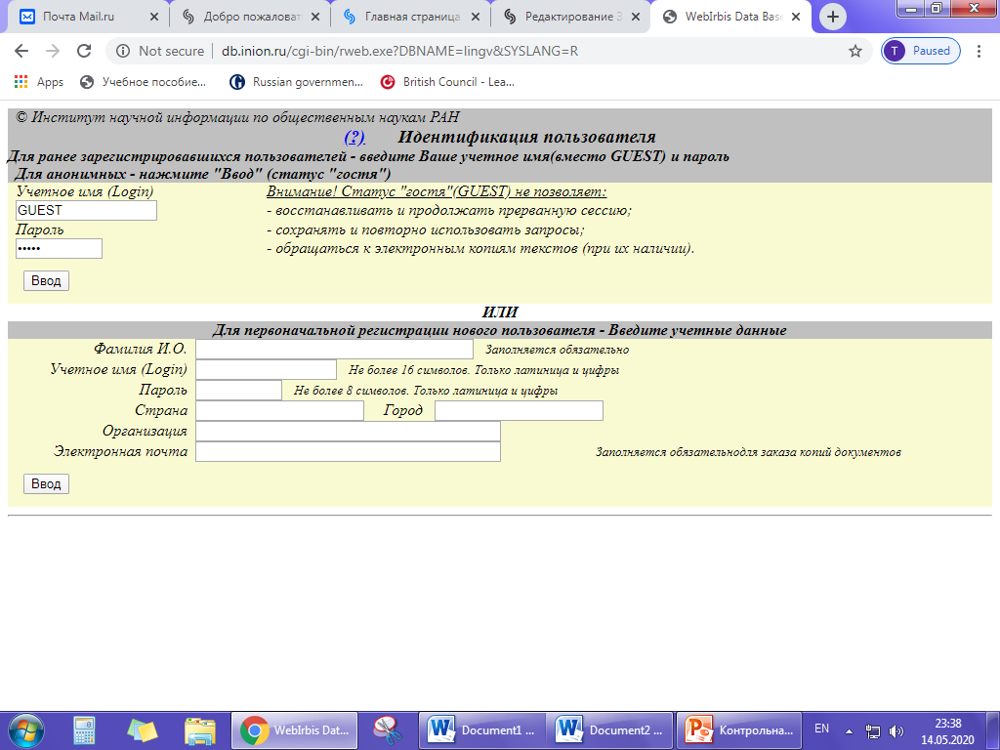 Почта Mail.ru
Добро пожаловат
Главная страница
Редактирование З
WebIrbis Data Base
Not secure
db.inion.ru/cgi-bin/rweb.exe?DBNAME=lingv&SYSLANG=R
T Paused
Apps
Учебное пособие...
Russian governmen...
British Council - Lea...
© Институт научной информации по общественным наукам РАН
(?) Идентификация пользователя
Для ранее зарегистрировавшихся пользователей - введите Ваше учетное имя(вместо GUEST) и пароль
Для анонимных - нажмите "Ввод" (статус "гостя")
Учетное имя (Login)
GUEST
Пароль
•••••
Ввод
Внимание! Статус "гостя"(GUEST) не позволяет:
- восстанавливать и продолжать прерванную сессию;
- сохранять и повторно использовать запросы;
- обращаться к электронным копиям текстов (при их наличии).
ИЛИ
Для первоначальной регистрации нового пользователя - Введите учетные данные
Фамилия И.О. Заполняется обязательно
Учетное имя (Login) Не более 16 символов. Только латиница и цифры
Пароль Не более 8 символов. Только латиница и цифры
Страна Город
Организация
Электронная почта Заполняется обязательнодля заказа копий документов
Ввод
WebIrbis Dat...
Document1 ...
Document2 ...
Контрольна...
EN
23:38
14.05.2020